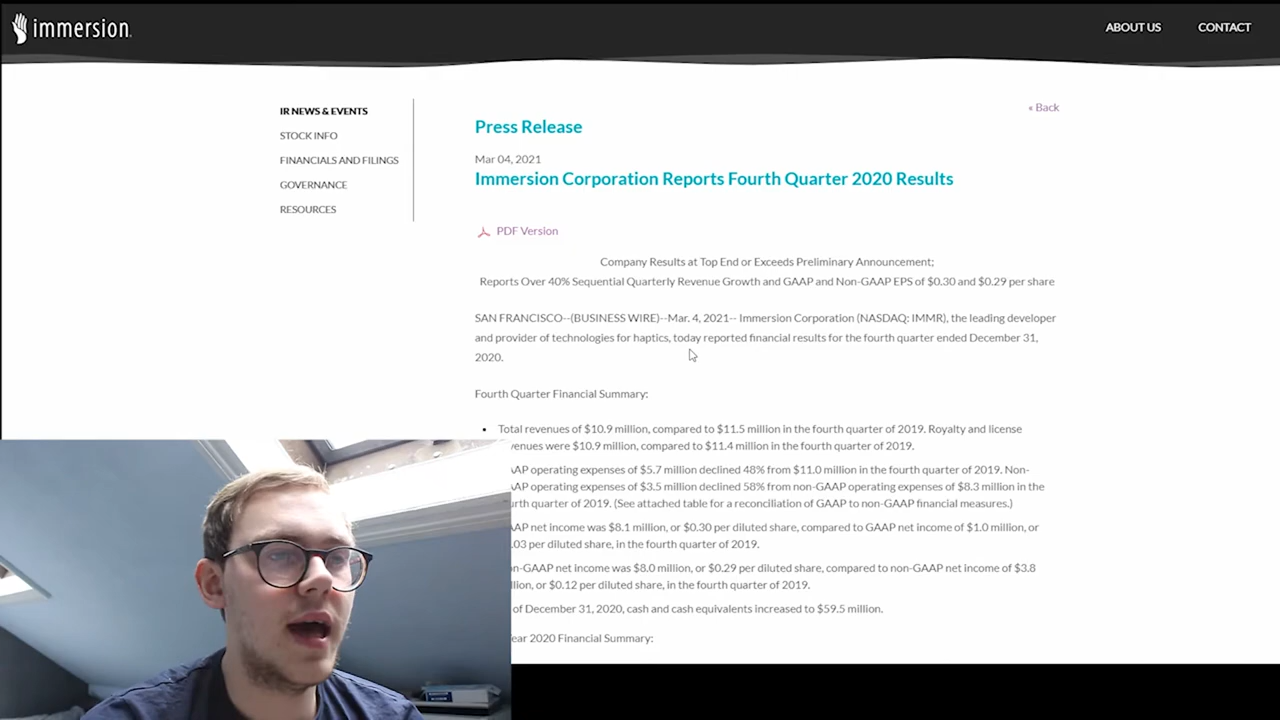 immersion
ABOUT US
CONTACT
IR NEWS & EVENTS
STOCK INFO
FINANCIALS AND FILINGS
GOVERNANCE
RESOURCES
« Back
Press Release
Mar 04, 2021
Immersion Corporation Reports Fourth Quarter 2020 Results
PDF Version
Company Results at Top End or Exceeds Preliminary Announcement;
Reports Over 40% Sequential Quarterly Revenue Growth and GAAP and Non-GAAP EPS of $0.30 and $0.29 per share
SAN FRANCISCO--(BUSINESS WIRE)--Mar. 4, 2021-- Immersion Corporation (NASDAQ: IMMR), the leading developer
and provider of technologies for haptics, today reported financial results for the fourth quarter ended December 31,
2020.
Fourth Quarter Financial Summary:
• Total revenues of $10.9 million, compared to $11.5 million in the fourth quarter of 2019. Royalty and license
venues were $10.9 million, compared to $11.4 million in the fourth quarter of 2019.
AAP operating expenses of $5.7 million declined 48% from $11.0 million in the fourth quarter of 2019. Non-
AAP operating expenses of $3.5 million declined 58% from non-GAAP operating expenses of $8.3 million in the
urth quarter of 2019. (See attached table for a reconciliation of GAAP to non-GAAP financial measures.)
AAP net income was $8.1 million, or $0.30 per diluted share, compared to GAAP net income of $1.0 million, or
.03 per diluted share, in the fourth quarter of 2019.
on-GAAP net income was $8.0 million, or $0.29 per diluted share, compared to non-GAAP net income of $3.8
llion, or $0.12 per diluted share, in the fourth quarter of 2019.
of December 31, 2020, cash and cash equivalents increased to $59.5 million.
ear 2020 Financial Summary: